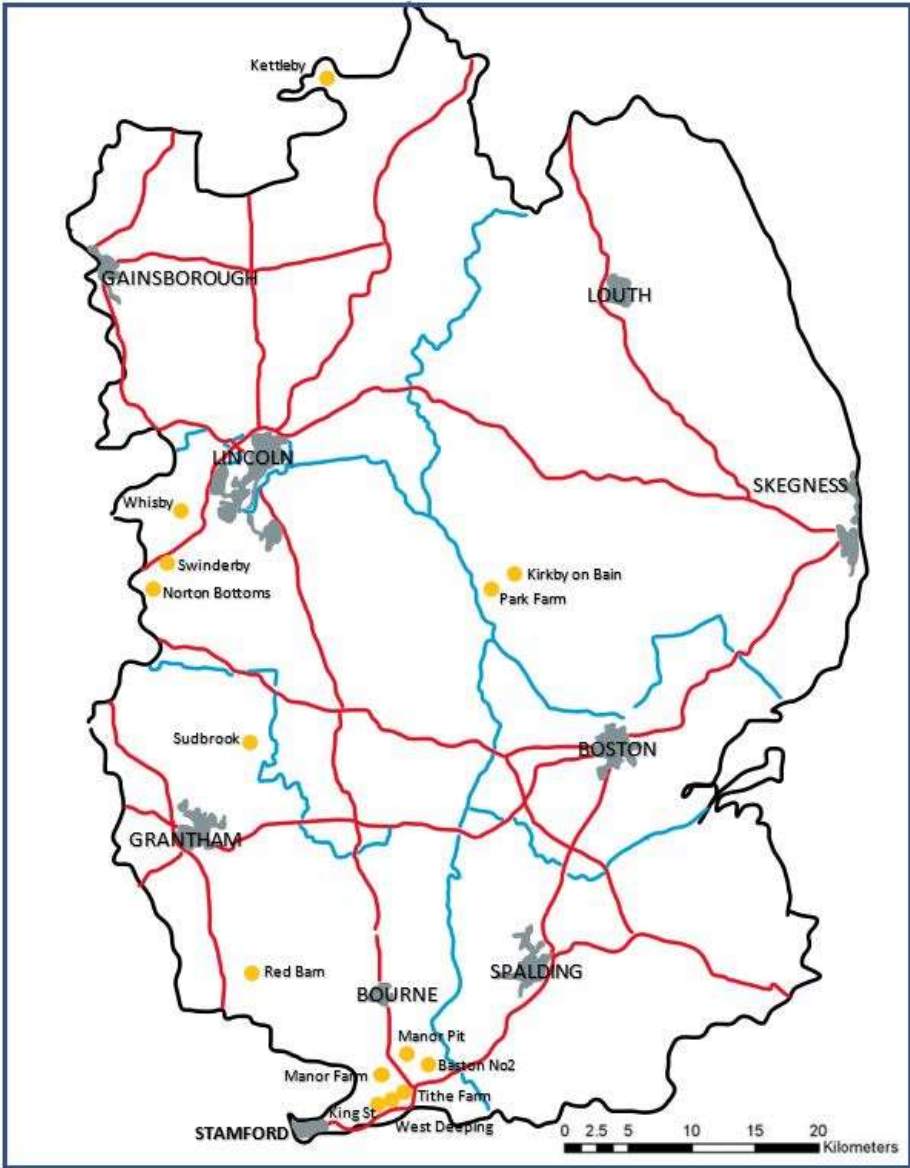 Kettleby
GAINSBOROUGH
LOUTH
LINCOLN
SKEGNESS
Whisby
Swinderby
Kirkby on Bain
Norton Bottoms
Park Farm
Sudbrook
BOSTON
GRANTHAM
Red Barn
SPALDING
BOURNE
Manor Pit
Baston No2
Manor Farm
Tithe Farm
King St
West Deeping
STAMFORD
0 2.5 5 10 15 20
Kilometers